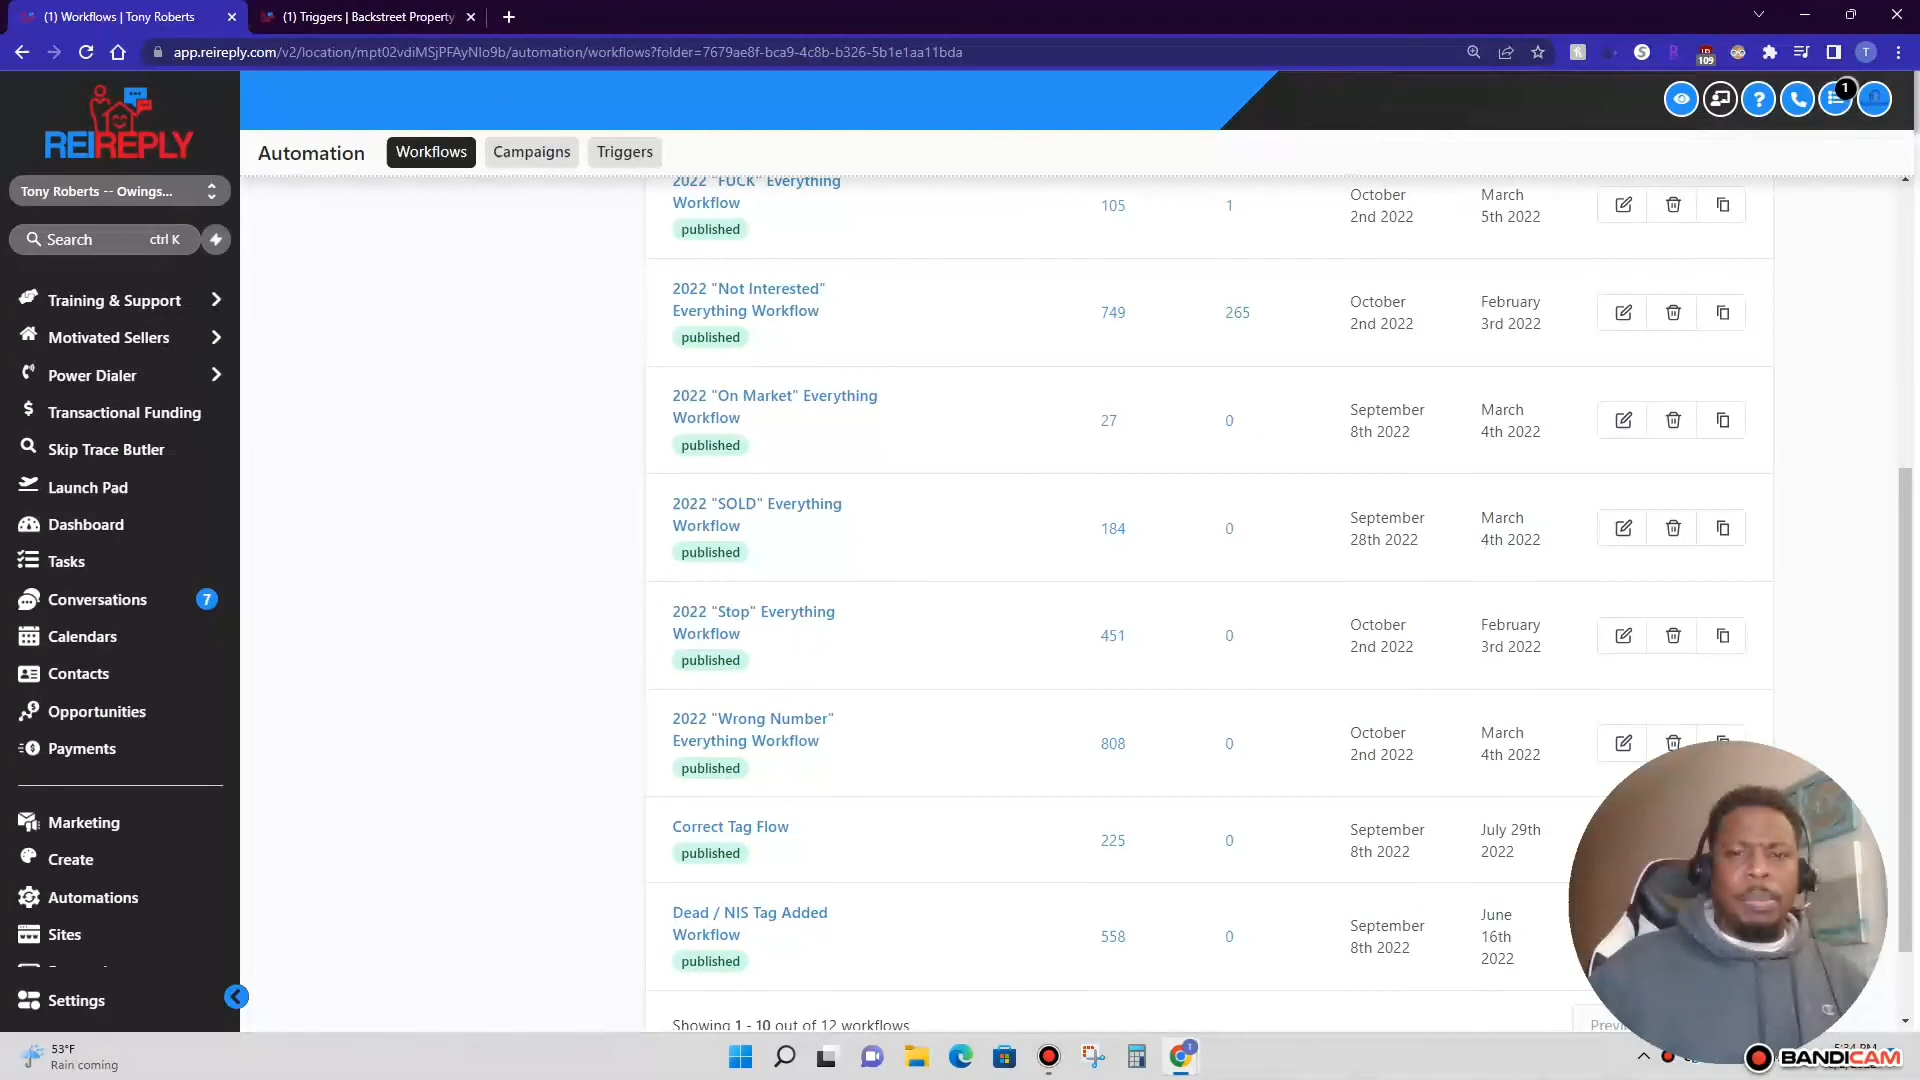 (1) Workflows | Tony Roberts
(1) Triggers | Backstreet Property
app.reireply.com/v2/location/mpt02vdiMSjPFAyNIo9b/automation/workflows?folder=7679ae8f-bca9-4c8b-b326-5b1e1aa11bda
109
T
REIREPLY
1
Automation
Workflows
Campaigns
Triggers
Tony Roberts -- Owings...
Search
ctrl K
Training & Support
Motivated Sellers
Power Dialer
Transactional Funding
Skip Trace Butler
Launch Pad
Dashboard
Tasks
Conversations
7
Calendars
Contacts
Opportunities
Payments
Marketing
Create
Automations
Sites
Settings
2022 "FUCK" Everything
Workflow
published
105
1
October
2nd 2022
March
5th 2022
2022 "Not Interested"
Everything Workflow
published
749
265
October
2nd 2022
February
3rd 2022
2022 "On Market" Everything
Workflow
published
27
0
September
8th 2022
March
4th 2022
2022 "SOLD" Everything
Workflow
published
184
0
September
28th 2022
March
4th 2022
2022 "Stop" Everything
Workflow
published
451
0
October
2nd 2022
February
3rd 2022
2022 "Wrong Number"
Everything Workflow
published
808
0
October
2nd 2022
March
4th 2022
Correct Tag Flow
published
225
0
September
8th 2022
July 29th
2022
Dead / NIS Tag Added
Workflow
published
558
0
September
8th 2022
June
16th
2022
Showing 1 - 10 out of 12 workflows
53°F
Rain coming
BANDICAM